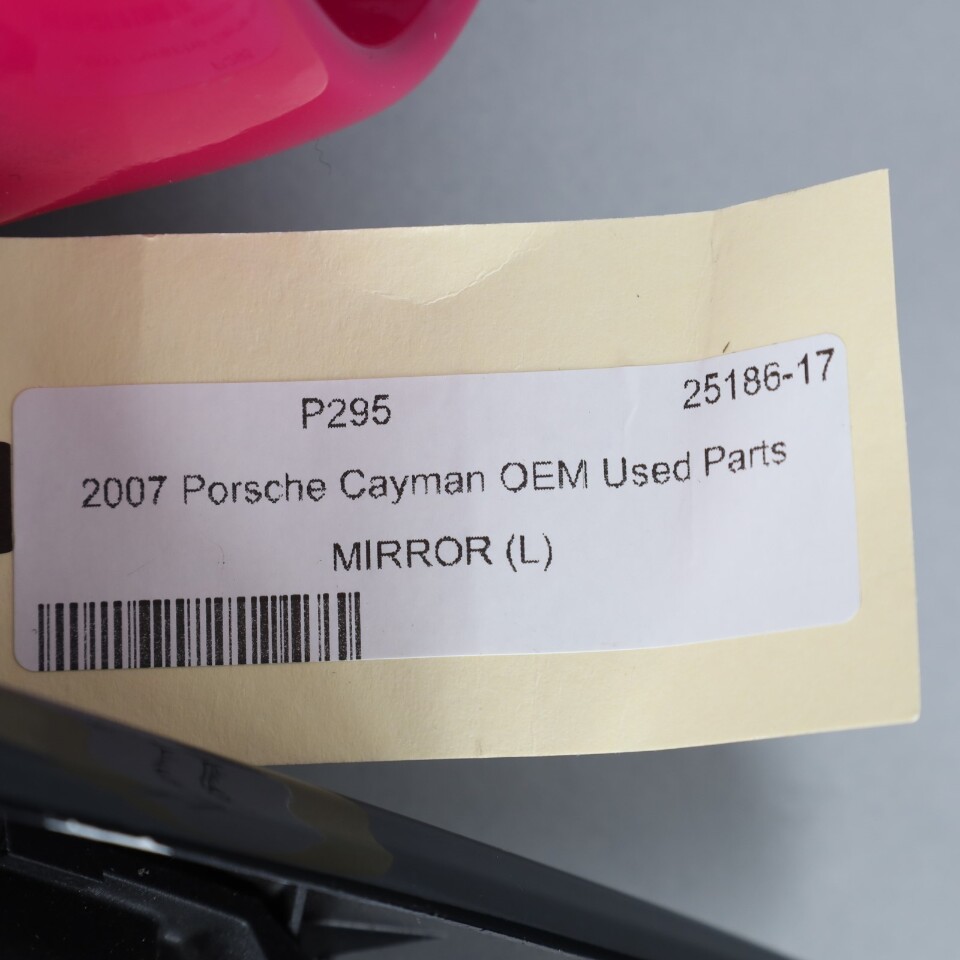 P295 25186-17
2007 Porsche Cayman OEM Used Parts
MIRROR (L)